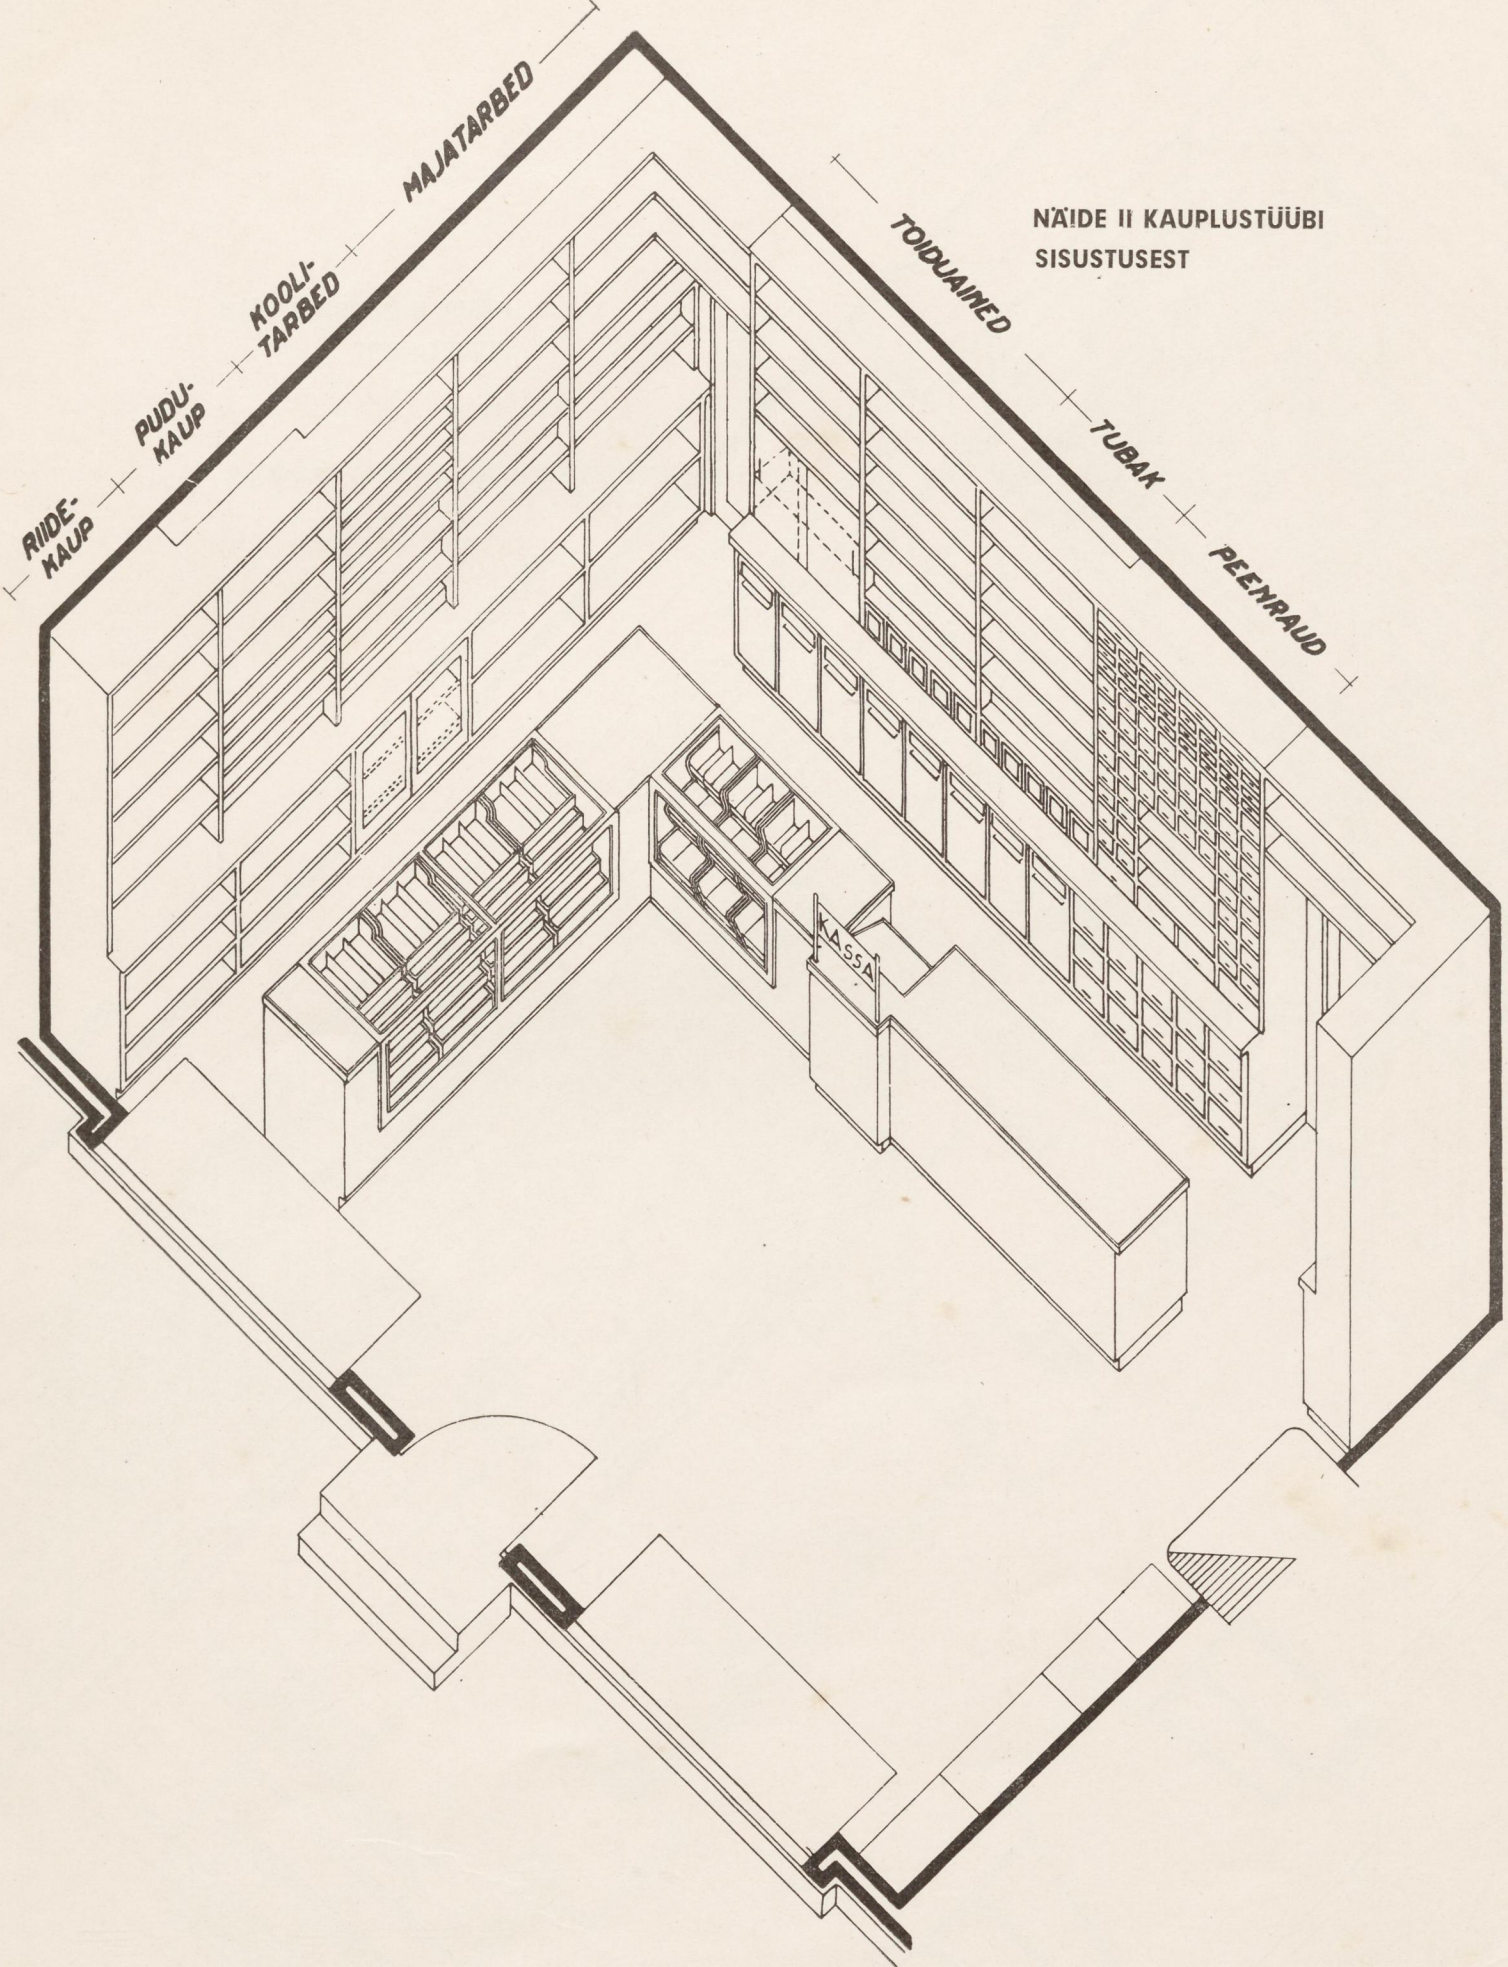 NÄIDE II KAUPLUSTÜÜBI
SISUSTUSEST
RIIDE-
KAUP
PUDU-
KAUP
KOOLI-
TARBED
MAJATARBED
TOIDUAINED
TUBAK
PEENRAUD
KASSA